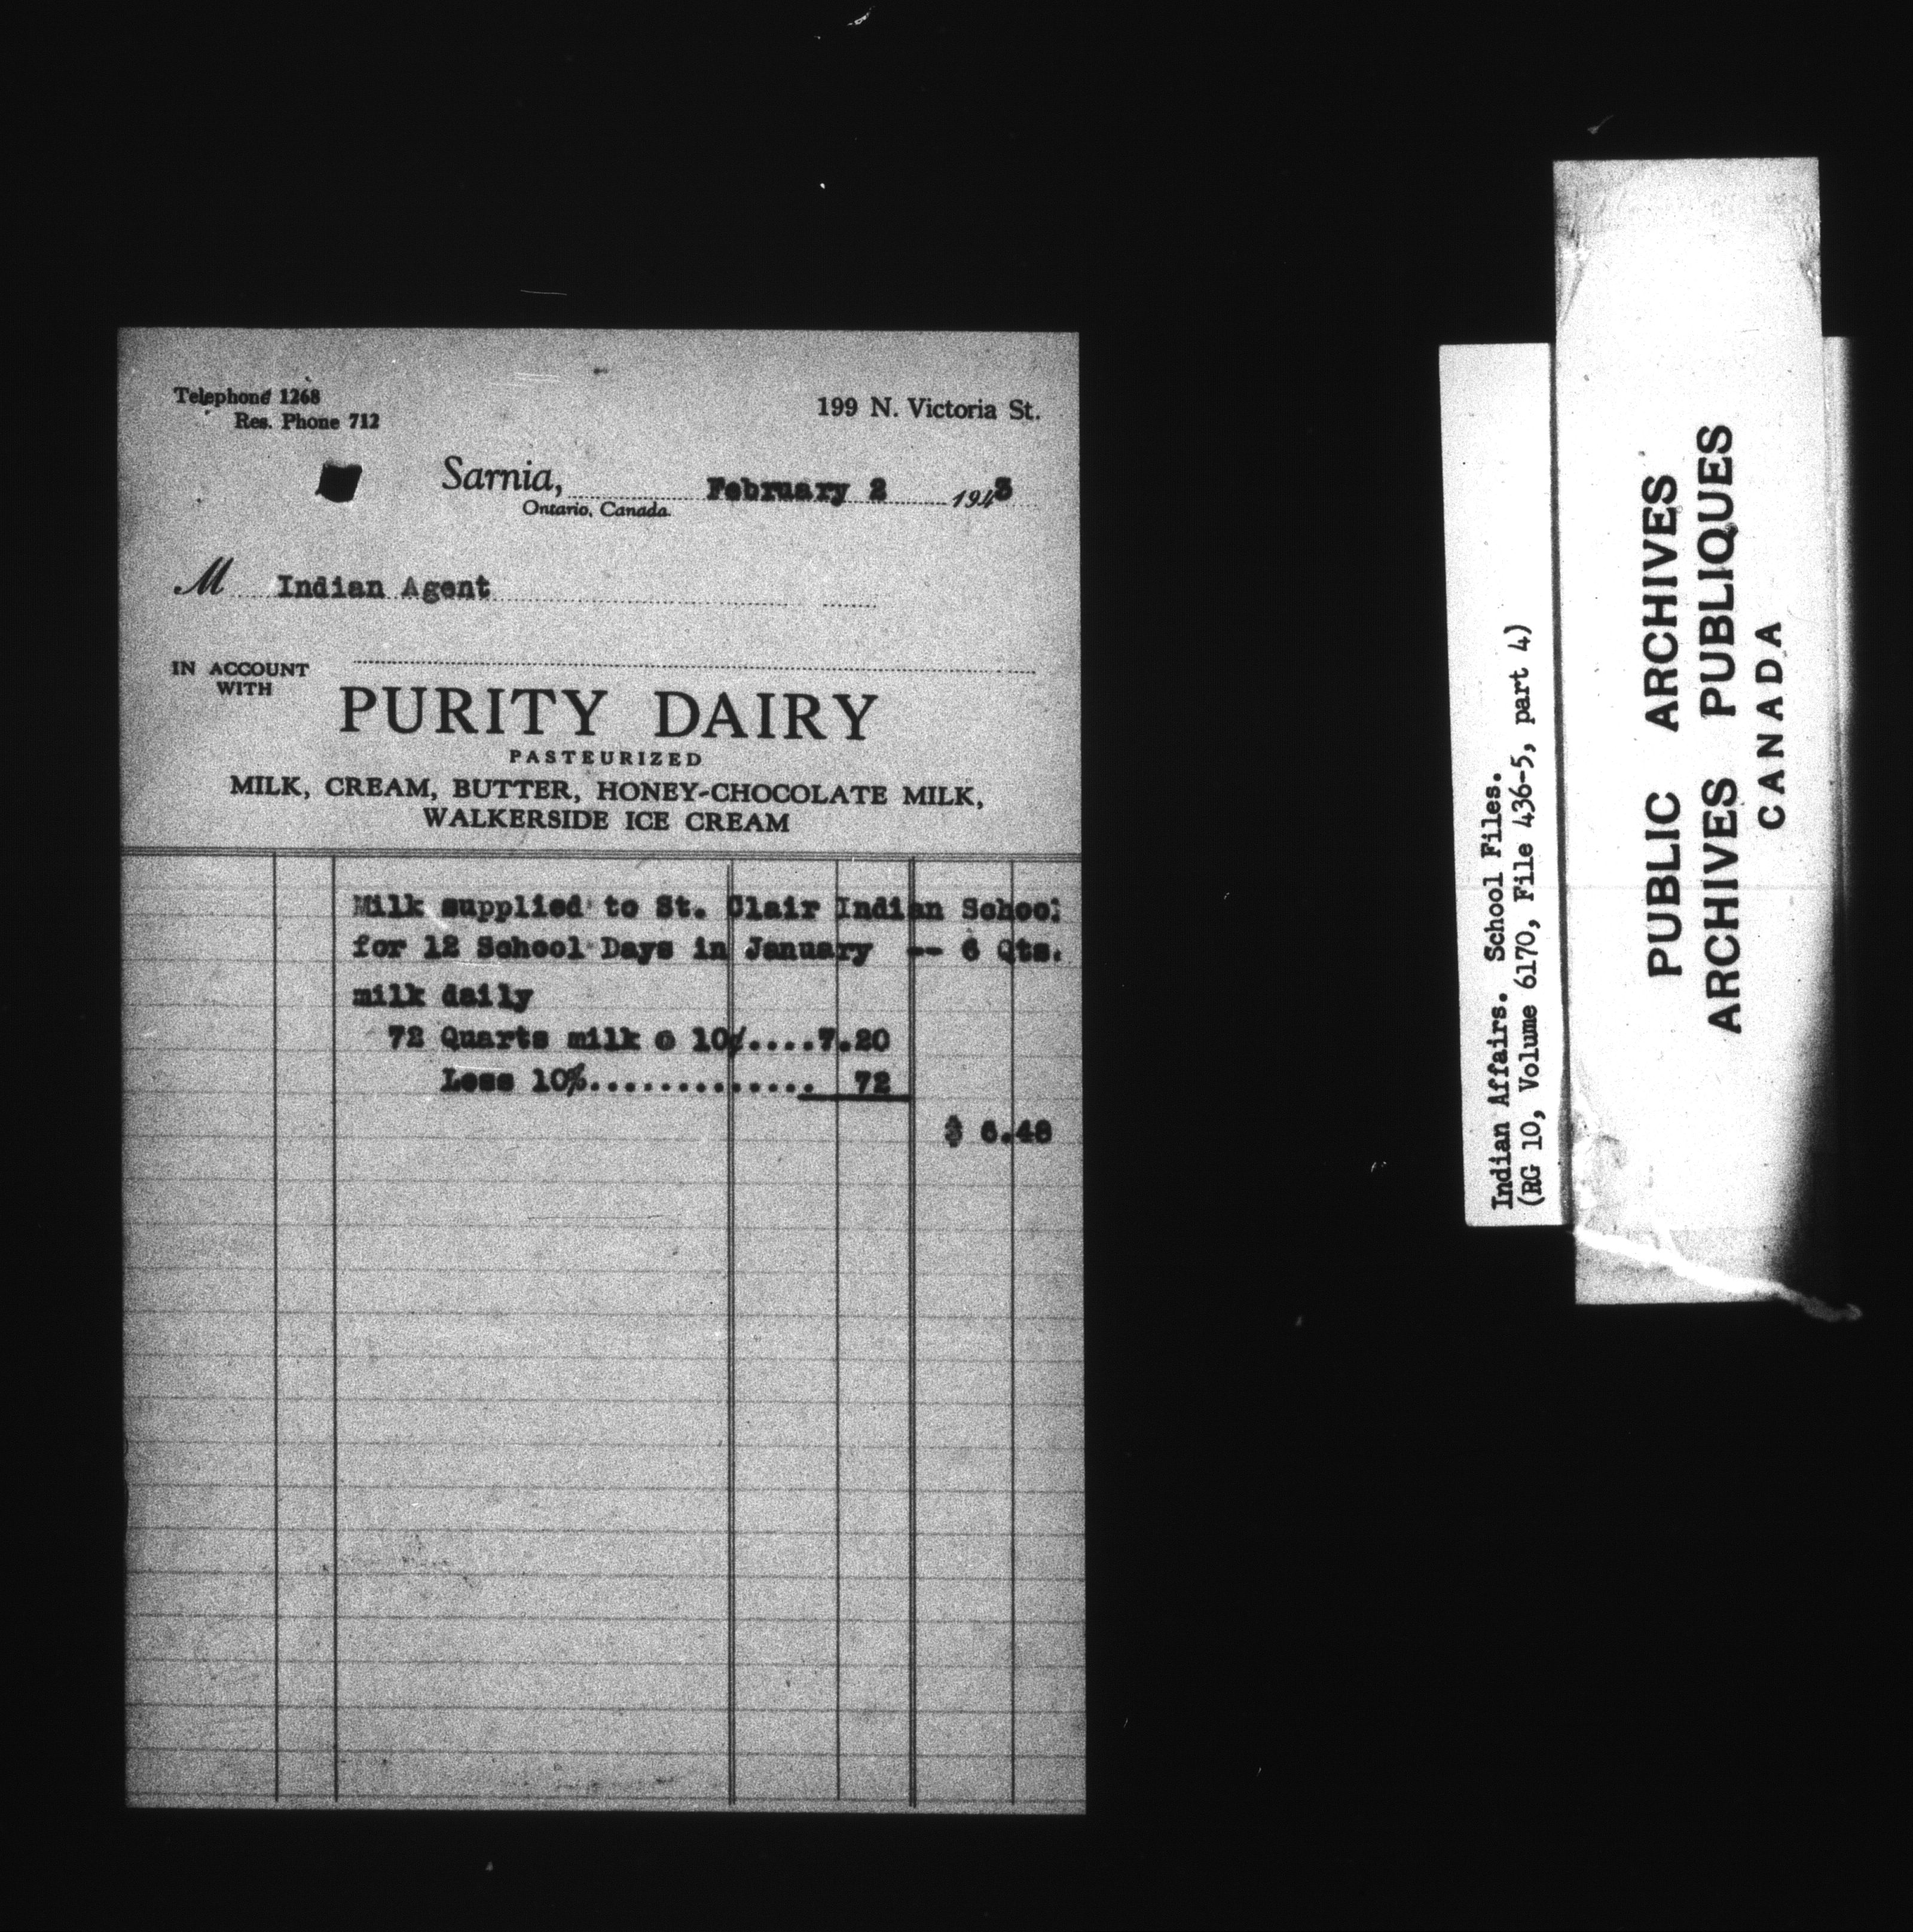 Telephone 1268
Res. Phone 712
199 N. Victoria St.
Sarnia, February 2 1943
Ontario, Canada.
M Indian Agent
IN ACCOUNT
WITH
PURITY DAIRY
PASTEURIZED
MILK, CREAM, BUTTER, HONEY-CHOCOLATE MILK,
WALKERSIDE ICE CREAM
Milk supplied to St. Clair Indian School
for 12 School Days in January -- 6 Qts.
milk daily
72 Quarts milk @ 10¢....7.20
Less 10%............. 72
$ 6.48
Indian Affairs. School Files.
(RG 10, Volume 6170, File 436-5, part 4)
PUBLIC ARCHIVES
ARCHIVES PUBLIQUES
CANADA